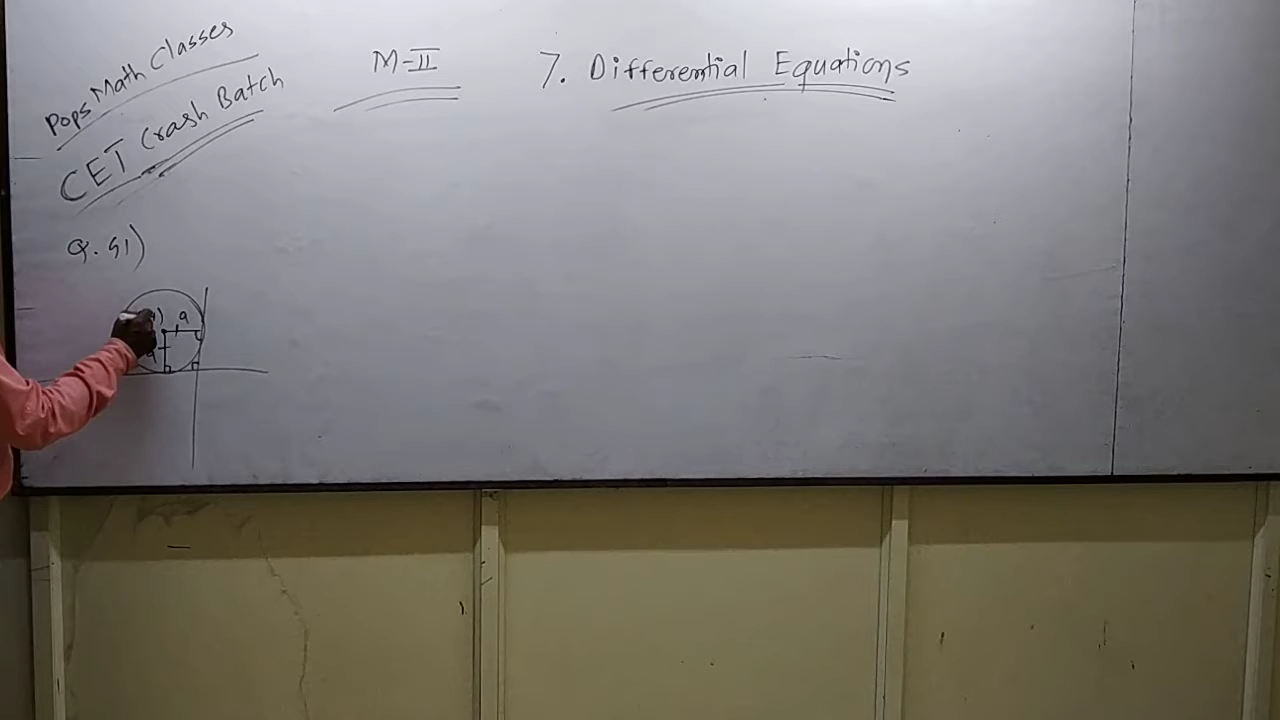 Pops Math Classes
CET Crash Batch
M-II
7. Differential Equations
Q. 51)
a